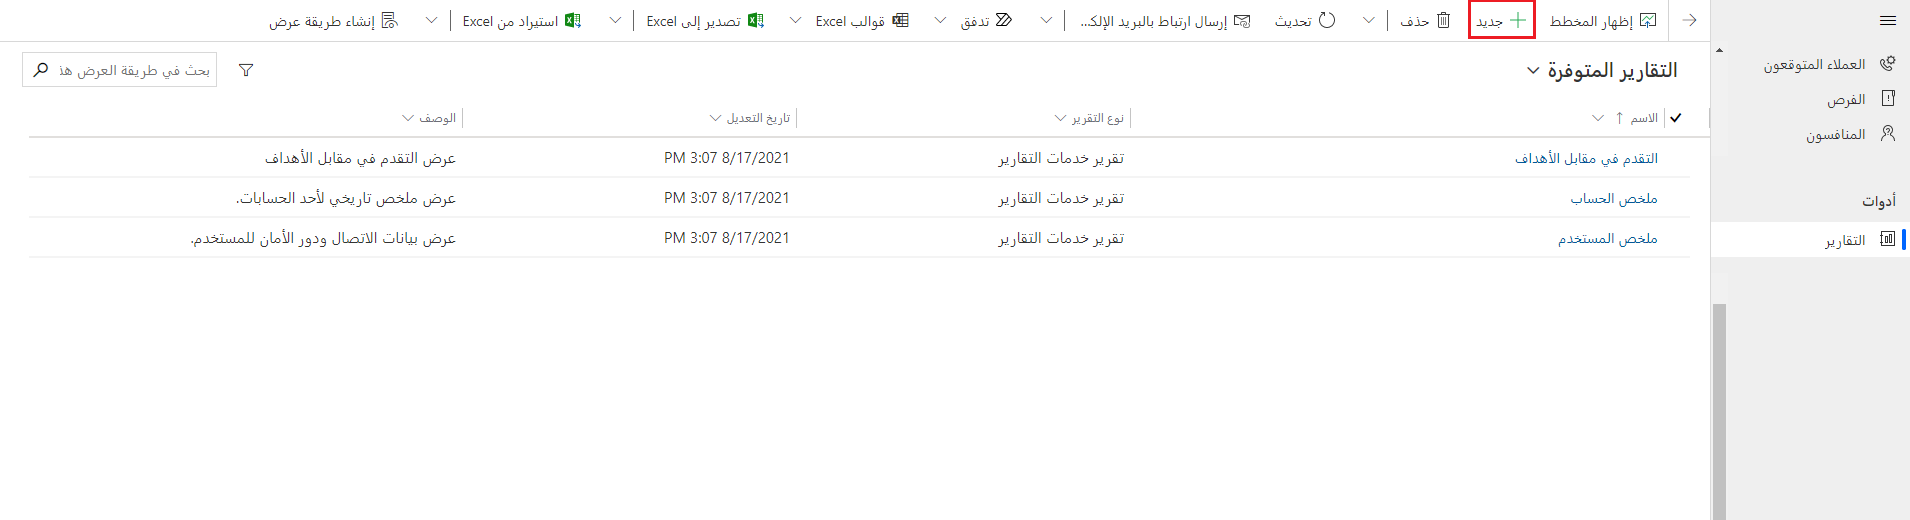 إظهار المخطط جديد حذف تحديث إرسال ارتباط بالبريد الإلك... تدفق قوالب Excel تصدير إلى Excel استيراد من Excel إنشاء طريقة عرض
التقارير المتوفرة بحث في طريقة العرض هذ
الاسم نوع التقرير تاريخ التعديل الوصف
التقدم في مقابل الأهداف تقرير خدمات التقارير 8/17/2021 3:07 PM عرض التقدم في مقابل الأهداف
ملخص الحساب تقرير خدمات التقارير 8/17/2021 3:07 PM عرض ملخص تاريخي لأحد الحسابات.
ملخص المستخدم تقرير خدمات التقارير 8/17/2021 3:07 PM عرض بيانات الاتصال ودور الأمان للمستخدم.
العملاء المتوقعون
الفرص
المنافسون
أدوات
التقارير